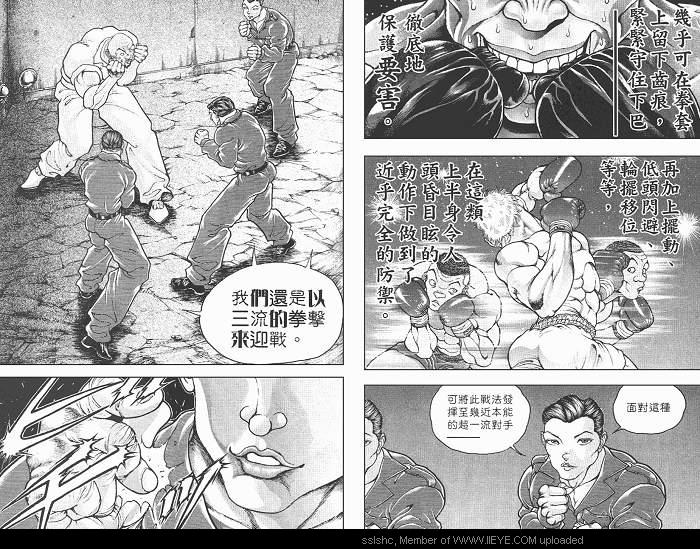 幾乎可在拳套
上留下齒痕，
緊緊守住下巴
徹底地
保護要害。
再加上擺動、
低頭閃避、
輪擺移位
等等，
在這類
上半身令人
頭昏目眩的
動作下做到了
近乎完全的防禦。
面對這種
可將此戰法發
揮至幾近本能
的超一流對手
——
我們還是以
三流的拳擊
來迎戰。
sslshc, Member of WWW.IIEYE.COM uploaded